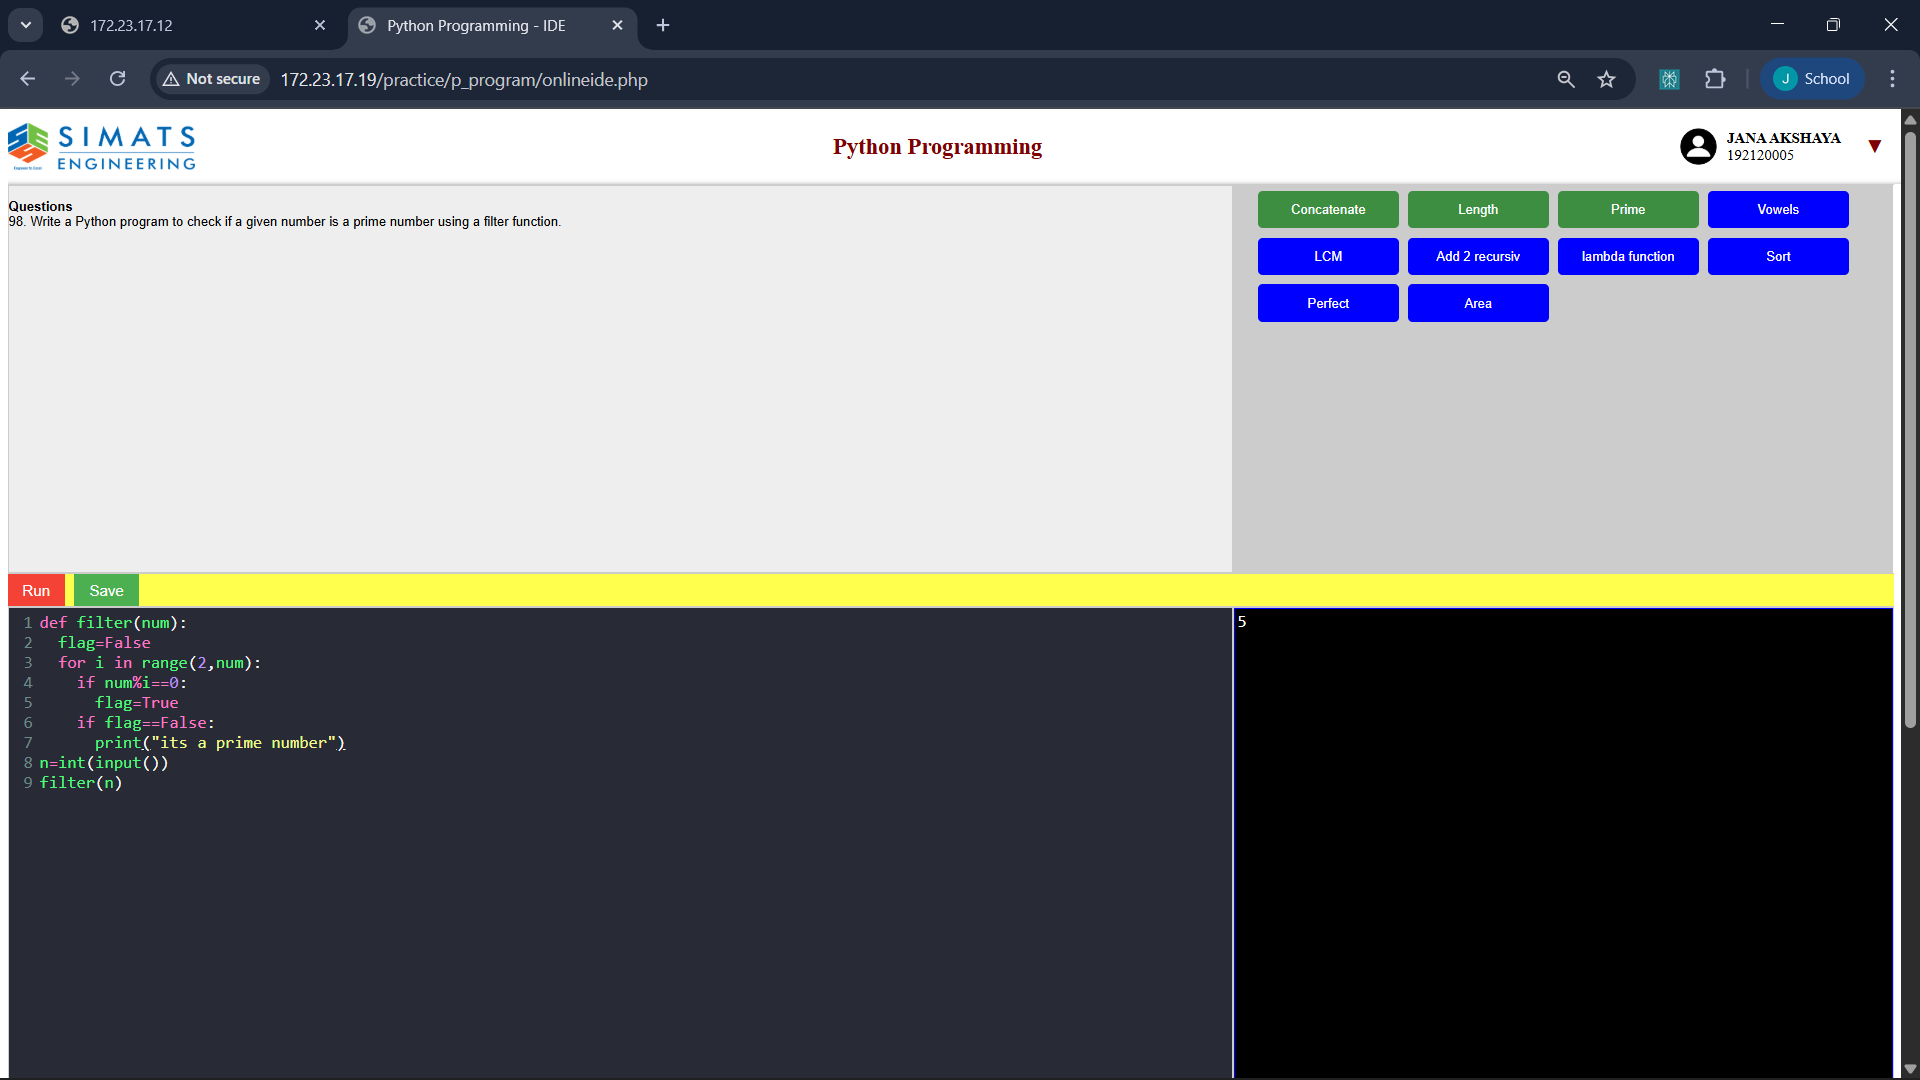 172.23.17.12
Python Programming - IDE
Not secure
172.23.17.19/practice/p_program/onlineide.php
J
School
SIMATS
ENGINEERING
Python Programming
JANA AKSHAYA
192120005
Questions
98. Write a Python program to check if a given number is a prime number using a filter function.
Concatenate
Length
Prime
Vowels
LCM
Add 2 recursiv
lambda function
Sort
Perfect
Area
Run
Save
1 def filter(num):
2   flag=False
3   for i in range(2,num):
4     if num%i==0:
5       flag=True
6     if flag==False:
7       print("its a prime number")
8 n=int(input())
9 filter(n)
5